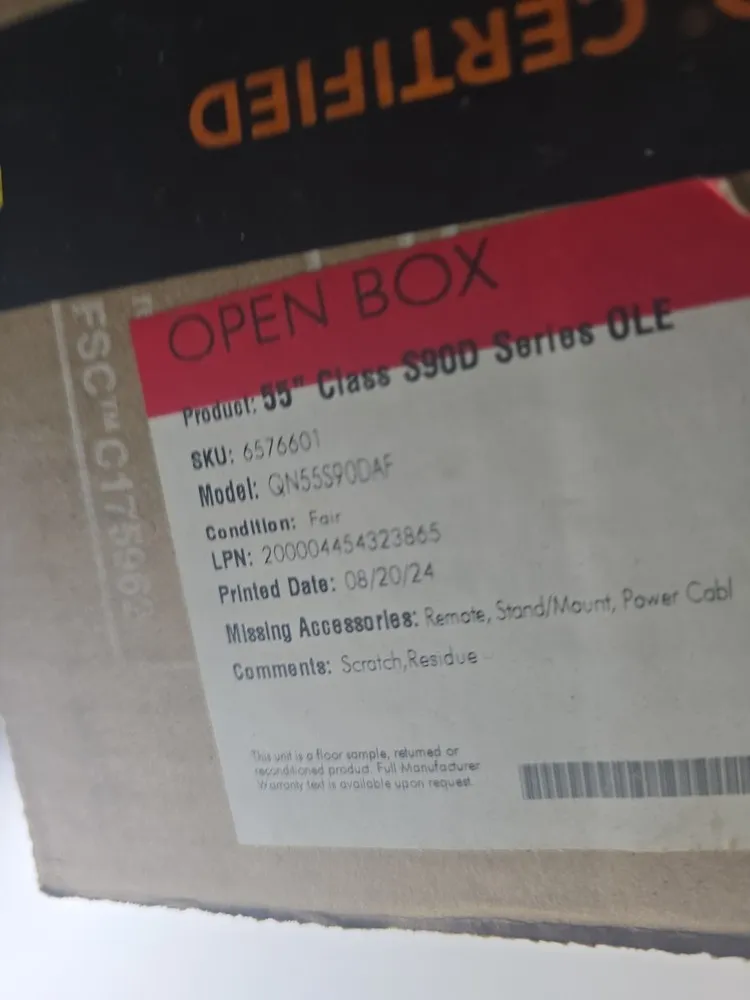 CERTIFIED
OPEN BOX
Product: 55" Class S90D Series OLE
SKU: 6576601
Model: QN55S90DAF
Condition: Fair
LPN: 200004454323865
Printed Date: 08/20/24
Missing Accessories: Remote, Stand/Mount, Power Cabl
Comments: Scratch,Residue
This unit is a floor sample, returned or
reconditioned product. Full Manufacturer
Warranty text is available upon request.
FSC™ C175964